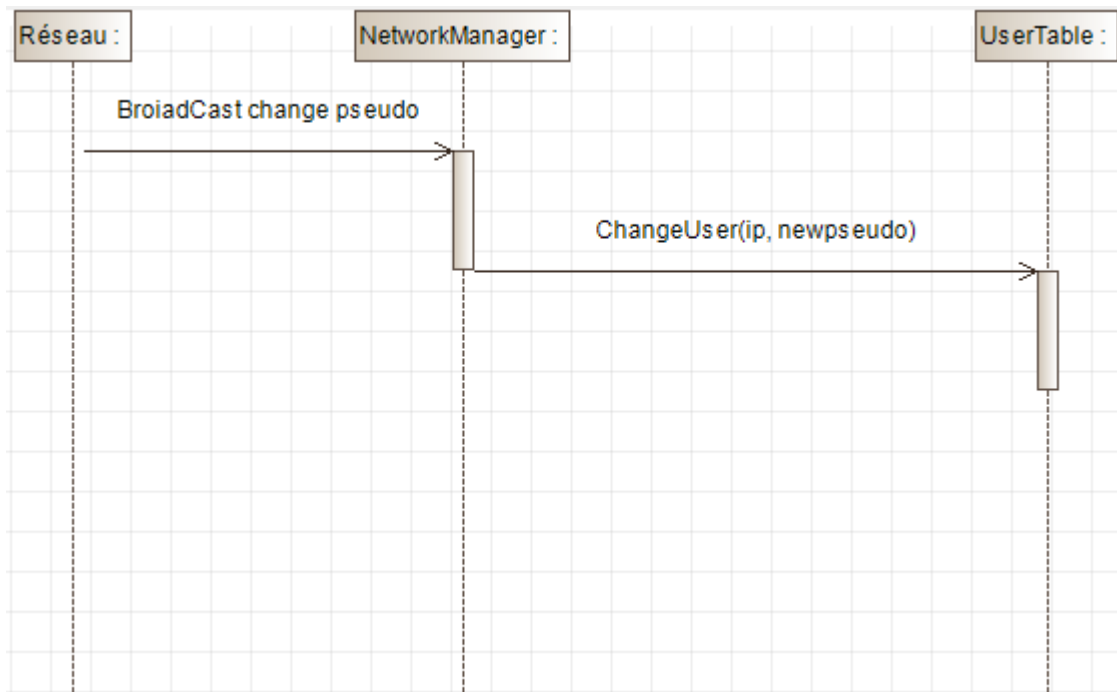 Réseau :
NetworkManager :
UserTable :
BroiadCast change pseudo
ChangeUser(ip, newpseudo)